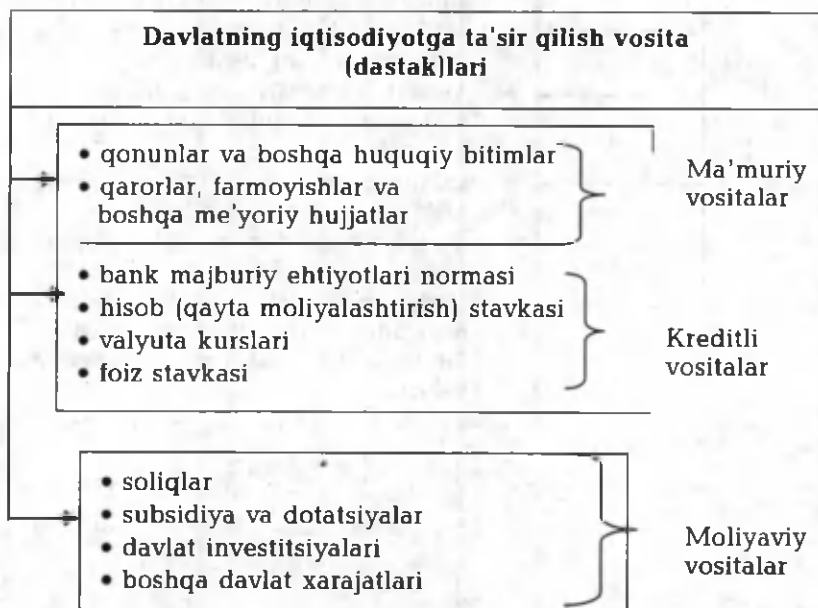 Davlatning iqtisodiyotga ta'sir qilish vosita
(dastak)lari
• qonunlar va boshqa huquqiy bitimlar
• qarorlar, farmoyishlar va
boshqa me'yoriy hujjatlar
Ma'muriy
vositalar
• bank majburiy ehtiyotlari normasi
• hisob (qayta moliyalashtirish) stavkasi
• valyuta kurslari
• foiz stavkasi
Kreditli
vositalar
• soliqlar
• subsidiya va dotatsiyalar
• davlat investitsiyalari
• boshqa davlat xarajatlari
Moliyaviy
vositalar